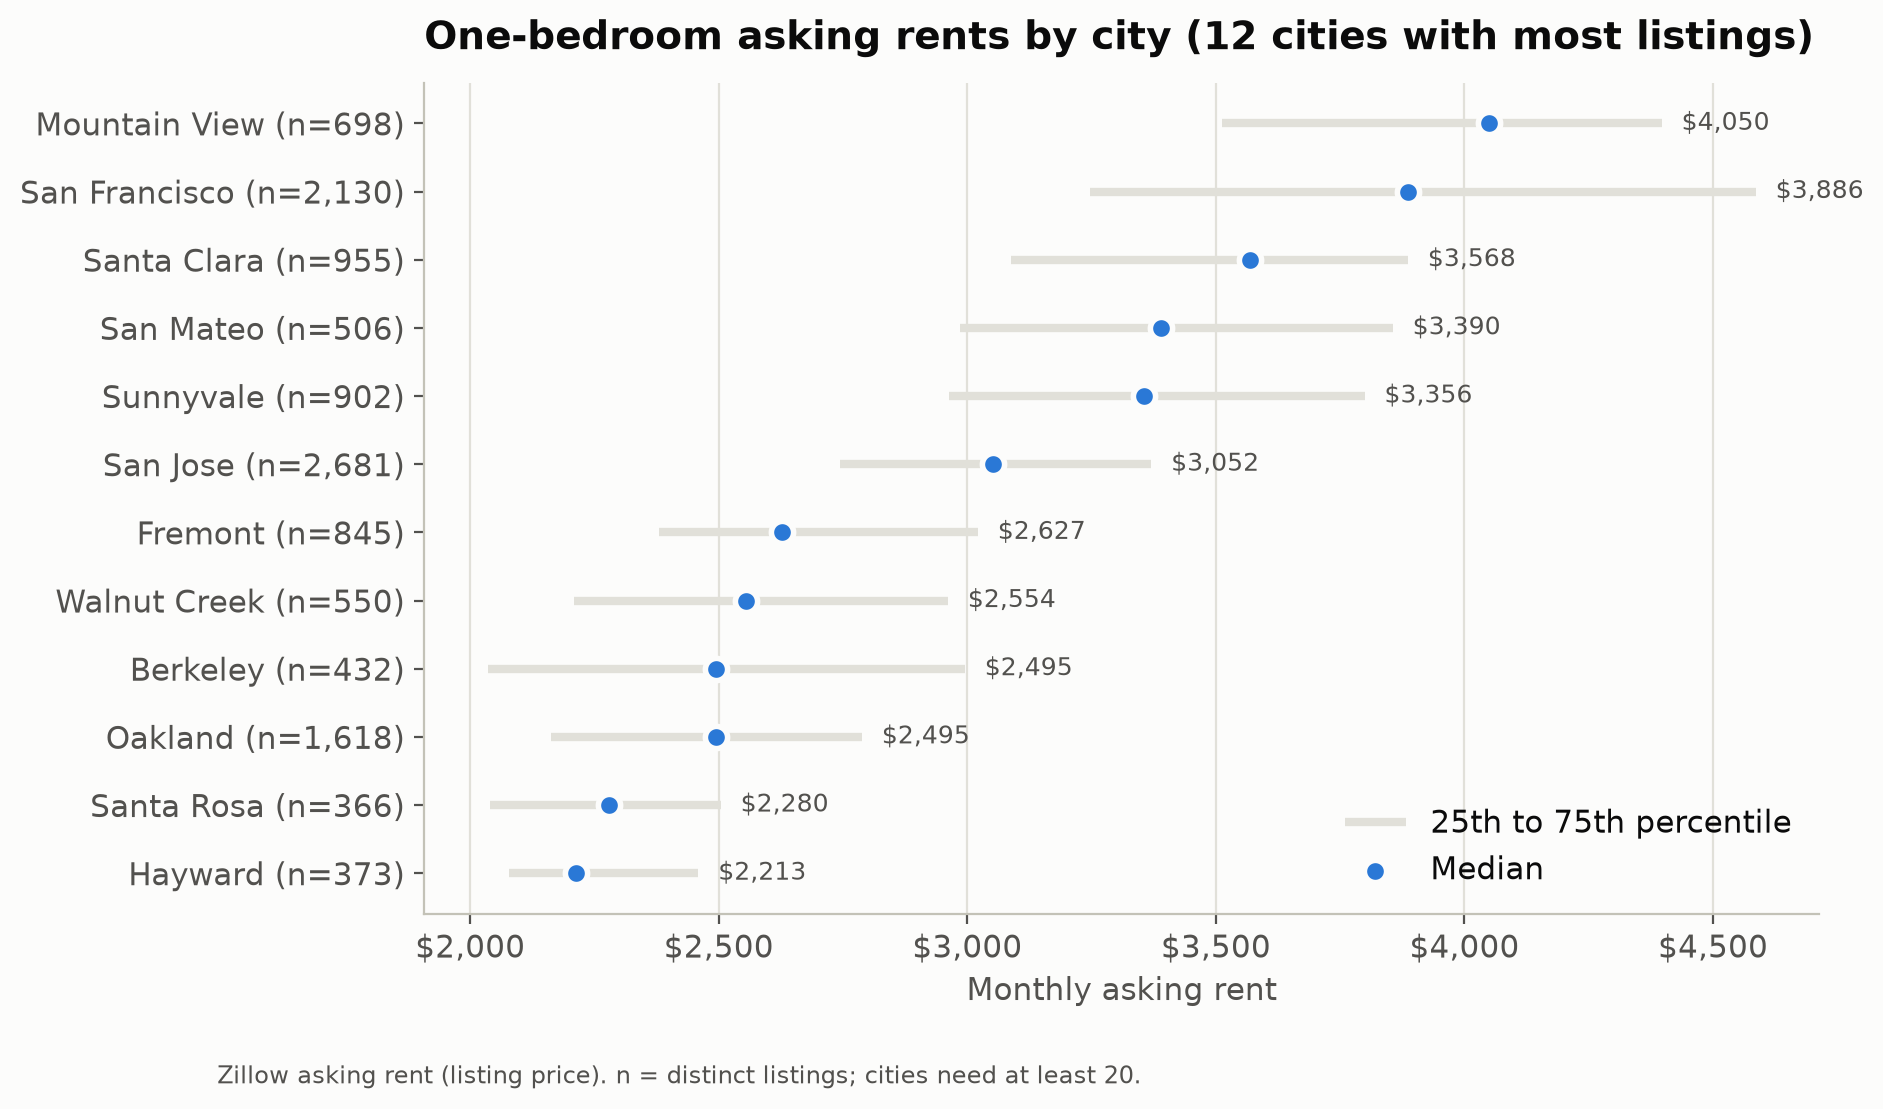 One-bedroom asking rents by city (12 cities with most listings)
Mountain View (n=698) $4,050
San Francisco (n=2,130) $3,886
Santa Clara (n=955) $3,568
San Mateo (n=506) $3,390
Sunnyvale (n=902) $3,356
San Jose (n=2,681) $3,052
Fremont (n=845) $2,627
Walnut Creek (n=550) $2,554
Berkeley (n=432) $2,495
Oakland (n=1,618) $2,495
Santa Rosa (n=366) $2,280
Hayward (n=373) $2,213
25th to 75th percentile
Median
$2,000 $2,500 $3,000 $3,500 $4,000 $4,500
Monthly asking rent
Zillow asking rent (listing price). n = distinct listings; cities need at least 20.